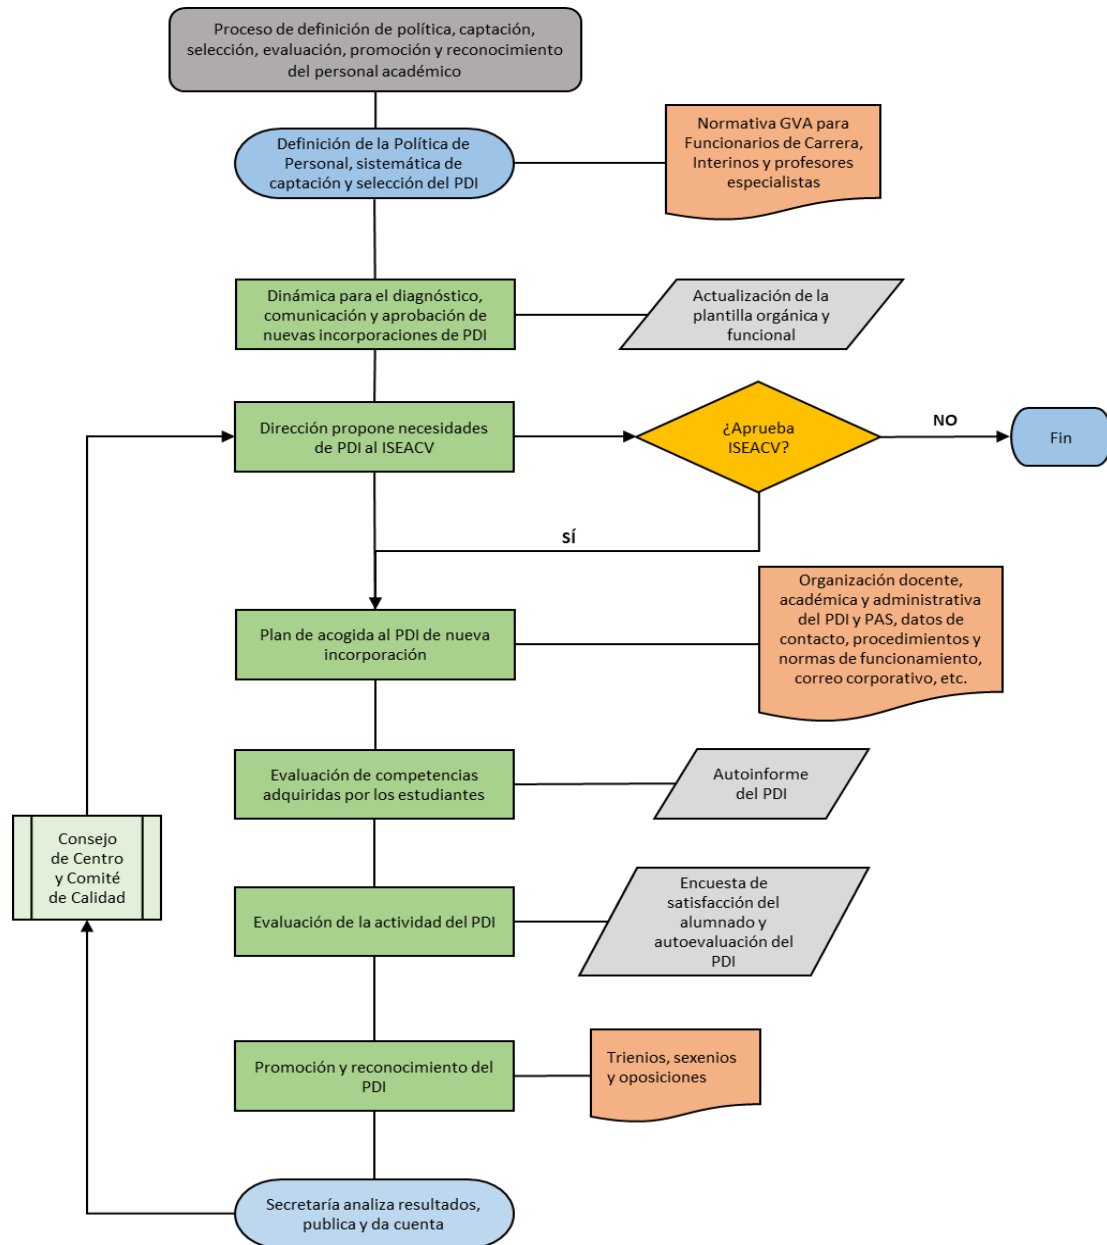 Proceso de definición de política, captación,
selección, evaluación, promoción y reconocimiento
del personal académico
Definición de la Política de
Personal, sistemática de
captación y selección del PDI
Normativa GVA para
Funcionarios de Carrera,
Interinos y profesores
especialistas
Dinámica para el diagnóstico,
comunicación y aprobación de
nuevas incorporaciones de PDI
Actualización de la
plantilla orgánica y
funcional
Dirección propone necesidades
de PDI al ISEACV
¿Aprueba
ISEACV?
NO
Fin
SÍ
Plan de acogida al PDI de nueva
incorporación
Organización docente,
académica y administrativa
del PDI y PAS, datos de
contacto, procedimientos y
normas de funcionamiento,
correo corporativo, etc.
Evaluación de competencias
adquiridas por los estudiantes
Autoinforme
del PDI
Consejo
de Centro
y Comité
de Calidad
Evaluación de la actividad del PDI
Encuesta de
satisfacción del
alumnado y
autoevaluación del
PDI
Promoción y reconocimiento del
PDI
Trienios, sexenios
y oposiciones
Secretaría analiza resultados,
publica y da cuenta